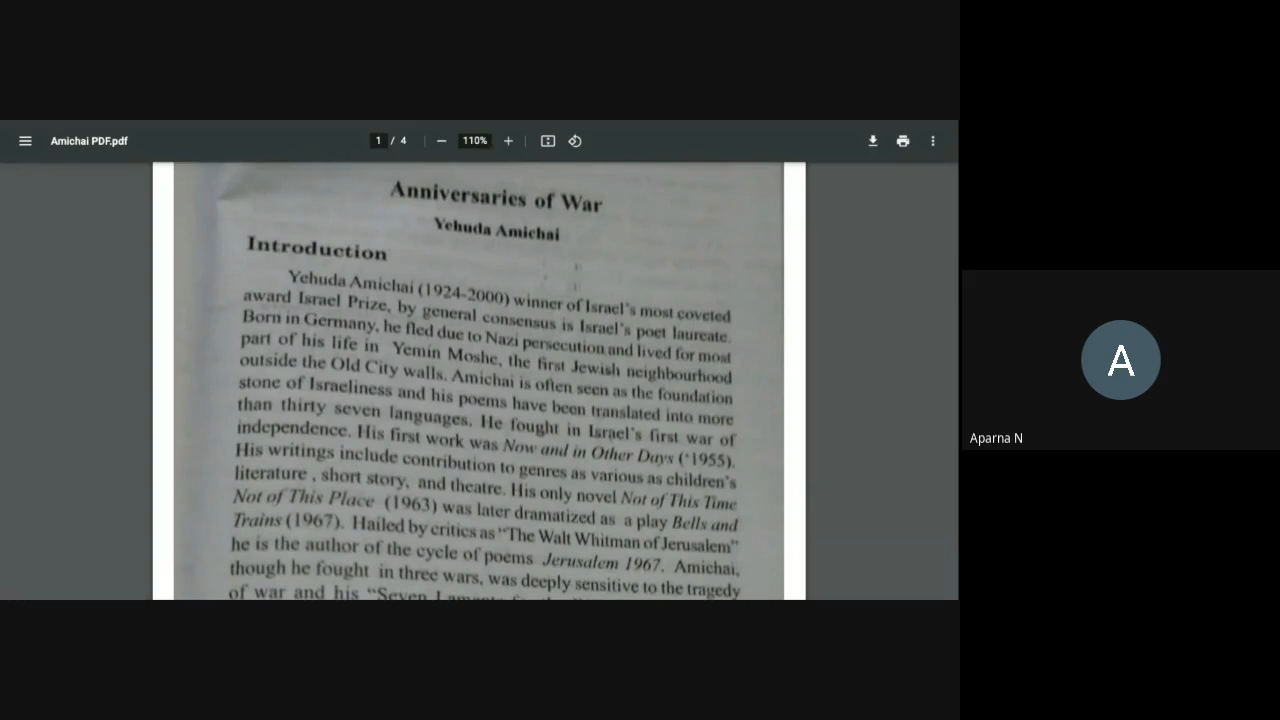 Amichai PDF.pdf
1 / 4
110%
Anniversaries of War
Yehuda Amichai
Introduction
Yehuda Amichai (1924-2000) winner of Israel's most coveted
award Israel Prize, by general consensus is Israel's poet laureate.
Born in Germany, he fled due to Nazi persecution and lived for most
part of his life in Yemin Moshe, the first Jewish neighbourhood
outside the Old City walls. Amichai is often seen as the foundation
stone of Israeliness and his poems have been translated into more
than thirty seven languages. He fought in Israel's first war of
independence. His first work was Now and in Other Days ('1955).
His writings include contribution to genres as various as children's
literature , short story, and theatre. His only novel Not of This Time
Not of This Place (1963) was later dramatized as a play Bells and
Trains (1967). Hailed by critics as "The Walt Whitman of Jerusalem"
he is the author of the cycle of poems Jerusalem 1967. Amichai,
though he fought in three wars, was deeply sensitive to the tragedy
of war and his "Seven
A
Aparna N